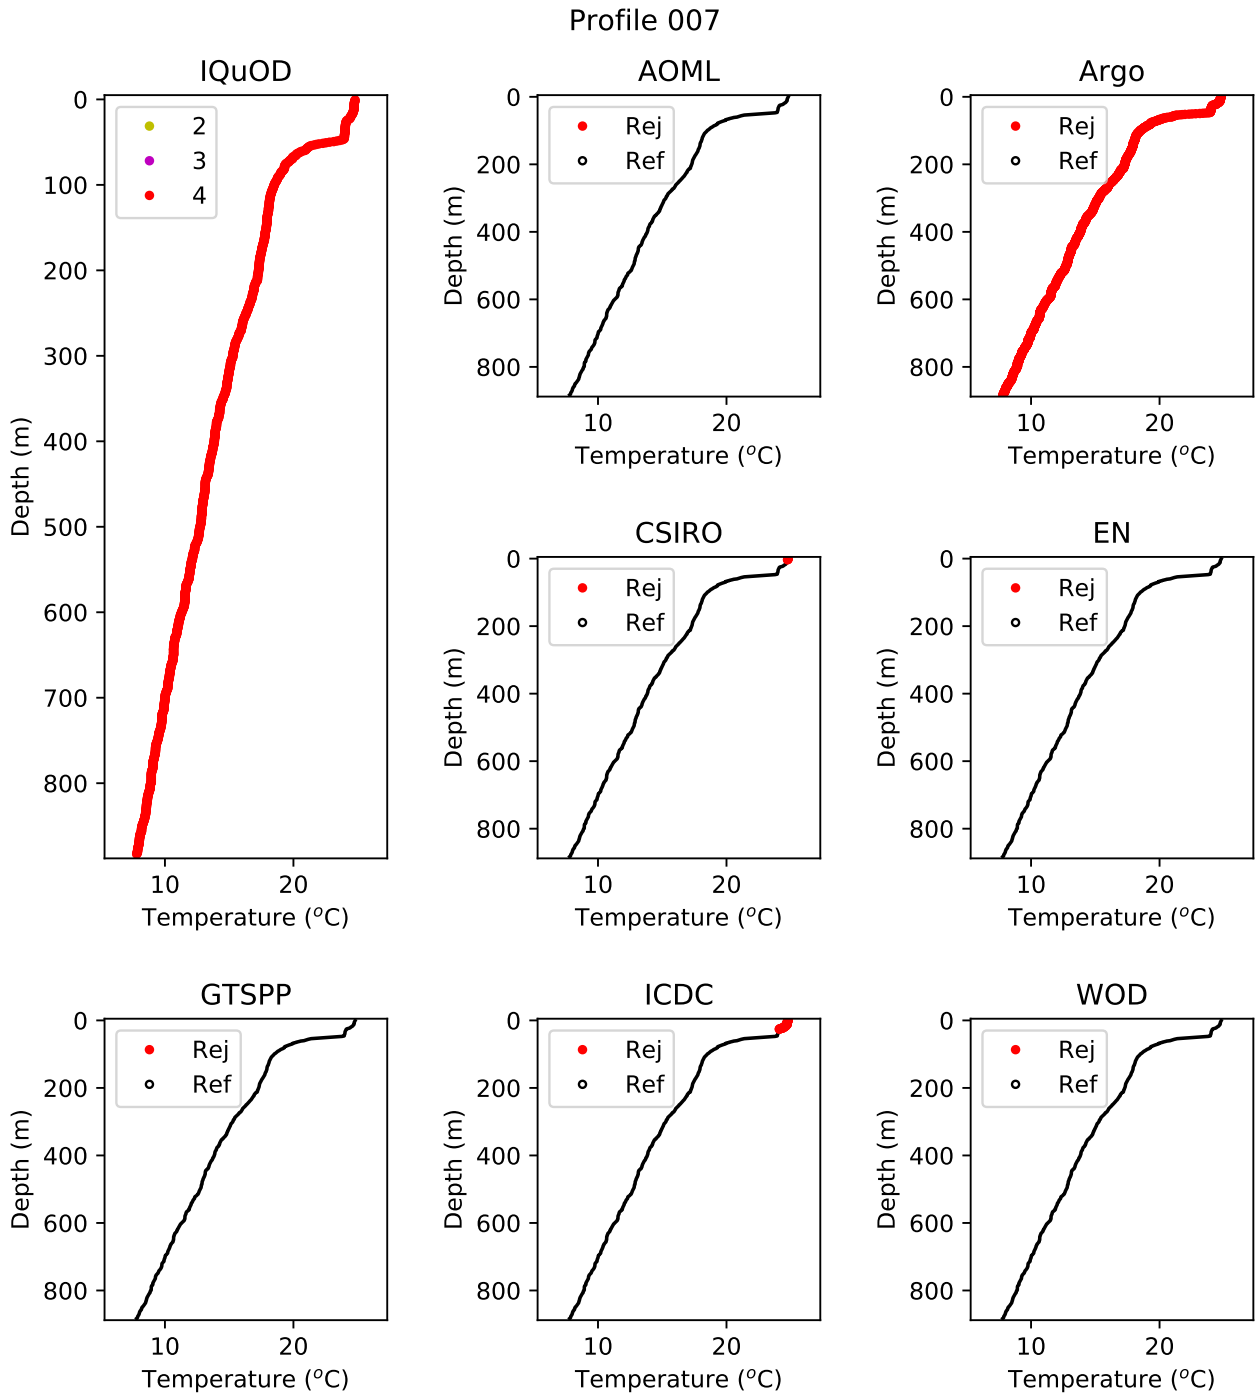 Profile 007
IQuOD
0
100
200
300
400
500
600
700
800
10 20
Depth (m)
Temperature (°C)
2
3
4
AOML
0
200
400
600
800
10 20
Depth (m)
Temperature (°C)
Rej
Ref
Argo
0
200
400
600
800
10 20
Depth (m)
Temperature (°C)
Rej
Ref
CSIRO
0
200
400
600
800
10 20
Depth (m)
Temperature (°C)
Rej
Ref
EN
0
200
400
600
800
10 20
Depth (m)
Temperature (°C)
Rej
Ref
GTSPP
0
200
400
600
800
10 20
Depth (m)
Temperature (°C)
Rej
Ref
ICDC
0
200
400
600
800
10 20
Depth (m)
Temperature (°C)
Rej
Ref
WOD
0
200
400
600
800
10 20
Depth (m)
Temperature (°C)
Rej
Ref